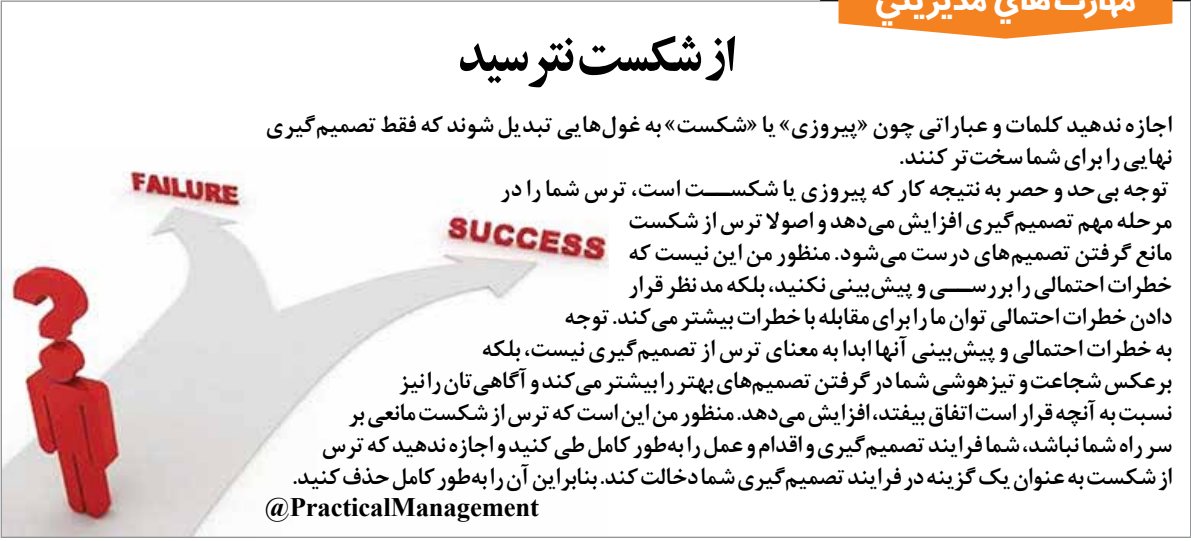 مهارت‌هاي مديريتي
از شکست نترسید
اجازه ندهید کلمات و عباراتی چون «پیروزی» یا «شکست» به غول‌هایی تبدیل شوند که فقط تصمیم‌گیری
نهایی را برای شما سخت‌تر کنند.
توجه بی‌حد و حصر به نتیجه کار که پیروزی یا شکســـت است، ترس شما را در
مرحله مهم تصمیم‌گیری افزایش می‌دهد و اصولا ترس از شکست
مانع گرفتن تصمیم‌های درست می‌شود. منظور من این نیست که
خطرات احتمالی را بررســـی و پیش‌بینی نکنید، بلکه مد نظر قرار
دادن خطرات احتمالی توان ما را برای مقابله با خطرات بیشتر می‌کند. توجه
به خطرات احتمالی و پیش‌بینی آنها ابدا به معنای ترس از تصمیم‌گیری نیست، بلکه
برعکس شجاعت و تیزهوشی شما در گرفتن تصمیم‌های بهتر را بیشتر می‌کند و آگاهی‌تان را نیز
نسبت به آنچه قرار است اتفاق بیفتد، افزایش می‌دهد. منظور من این است که ترس از شکست مانعی بر
سر راه شما نباشد، شما فرایند تصمیم‌گیری و اقدام و عمل را به‌طور کامل طی کنید و اجازه ندهید که ترس
از شکست به عنوان یک گزینه در فرایند تصمیم‌گیری شما دخالت کند. بنابراین آن را به‌طور کامل حذف کنید.
@PracticalManagement
FAILURE
SUCCESS
?